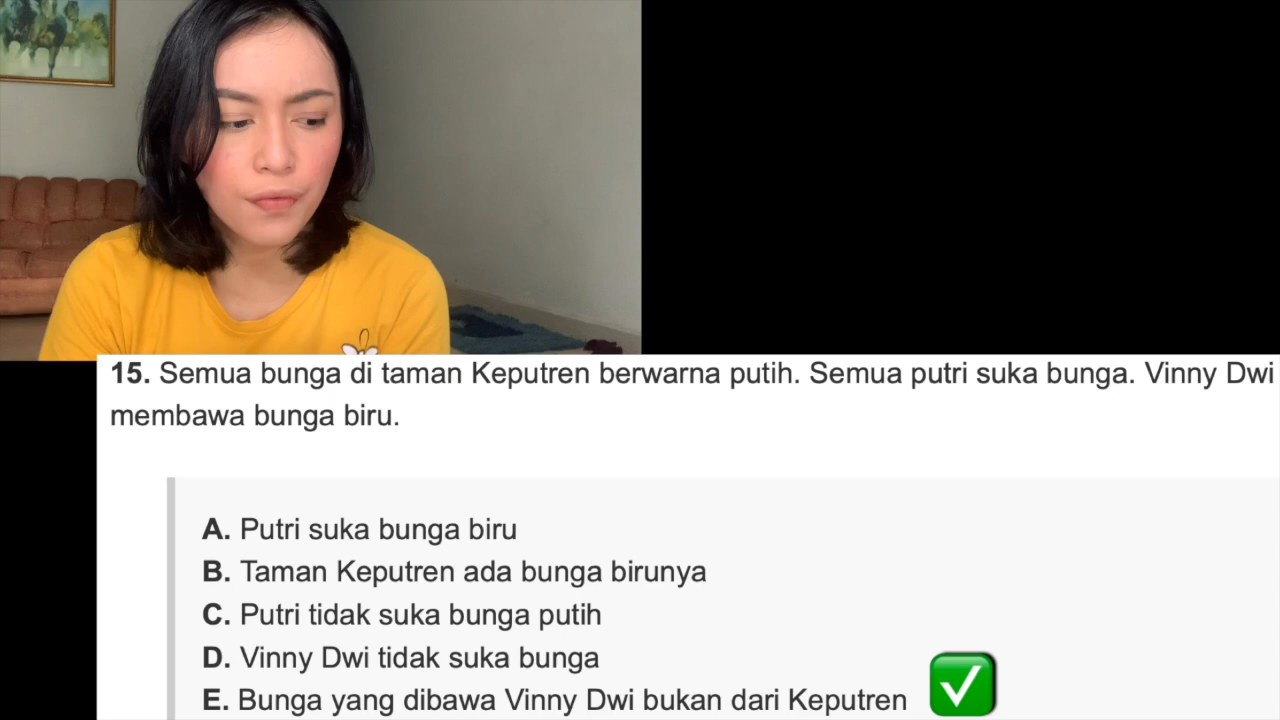 15. Semua bunga di taman Keputren berwarna putih. Semua putri suka bunga. Vinny Dwi
membawa bunga biru.
A. Putri suka bunga biru
B. Taman Keputren ada bunga birunya
C. Putri tidak suka bunga putih
D. Vinny Dwi tidak suka bunga
E. Bunga yang dibawa Vinny Dwi bukan dari Keputren